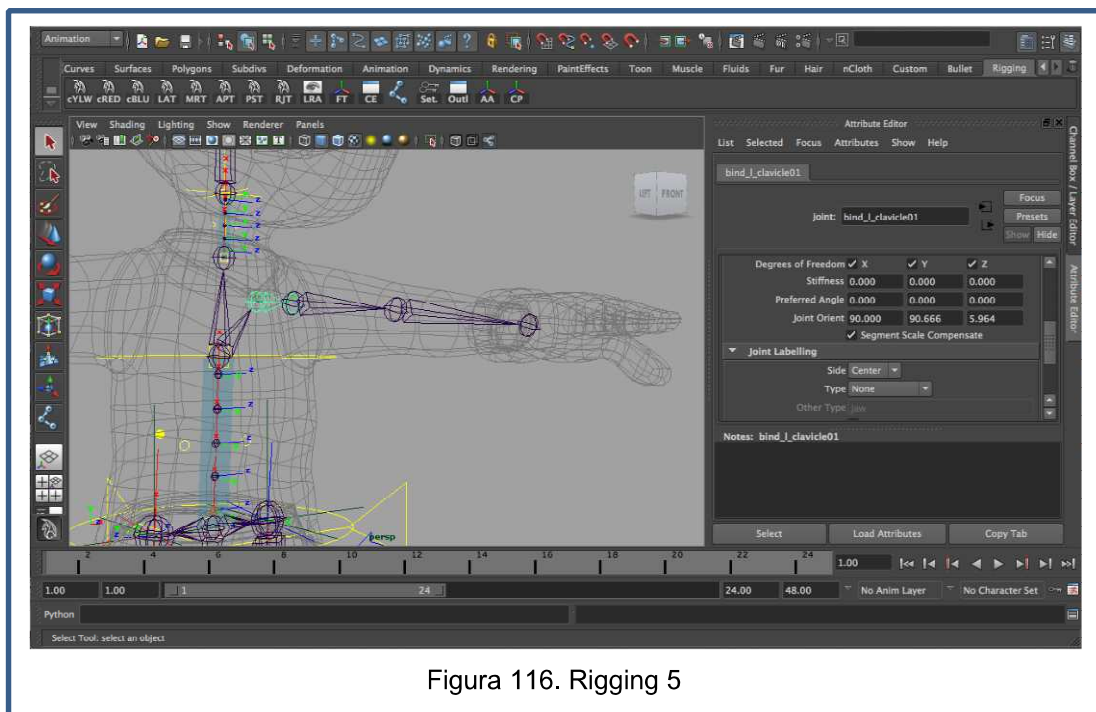 Animation
Curves Surfaces Polygons Subdivs Deformation Animation Dynamics Rendering PaintEffects Toon Muscle Fluids Fur Hair nCloth Custom Bullet Rigging
cYLW cRED cBLU LAT MRT APT PST RJT LRA FT CE Set. Outl AA CP
View Shading Lighting Show Renderer Panels
LEFT FRONT
persp
Attribute Editor
List Selected Focus Attributes Show Help
bind_l_clavicle01
Joint: bind_l_clavicle01
Focus
Presets
Show Hide
Degrees of Freedom X Y Z
Stiffness 0.000 0.000 0.000
Preferred Angle 0.000 0.000 0.000
Joint Orient 90.000 90.666 5.964
Segment Scale Compensate
Joint Labelling
Side Center
Type None
Other Type Jaw
Notes: bind_l_clavicle01
Select Load Attributes Copy Tab
Channel Box / Layer Editor
Attribute Editor
2 4 6 8 10 12 14 16 18 20 22 24 1.00
1.00 1.00 1 24 24.00 48.00 No Anim Layer No Character Set
Python
Select Tool: select an object
Figura 116. Rigging 5